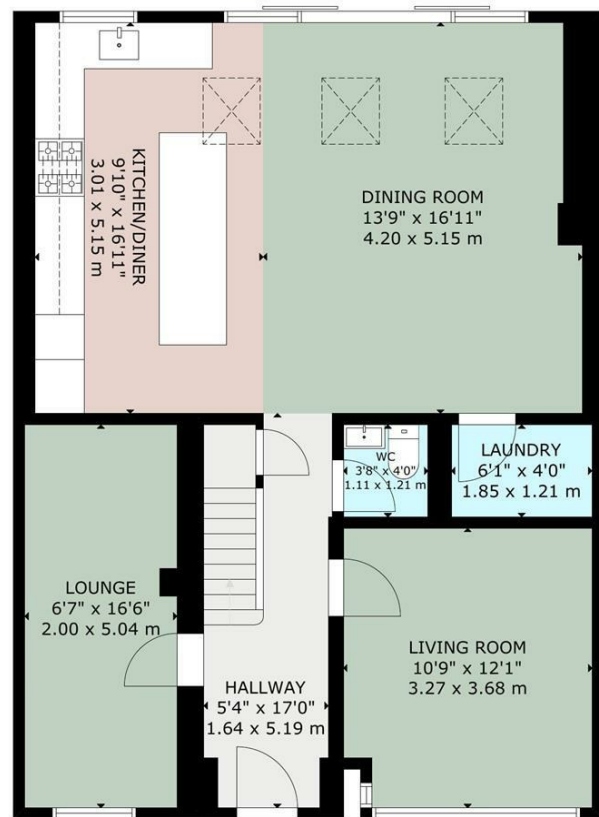 KITCHEN/DINER
9'10" x 16'11"
3.01 x 5.15 m
DINING ROOM
13'9" x 16'11"
4.20 x 5.15 m
WC
3'8" x 4'0"
1.11 x 1.21 m
LAUNDRY
6'1" x 4'0"
1.85 x 1.21 m
LOUNGE
6'7" x 16'6"
2.00 x 5.04 m
HALLWAY
5'4" x 17'0"
1.64 x 5.19 m
LIVING ROOM
10'9" x 12'1"
3.27 x 3.68 m